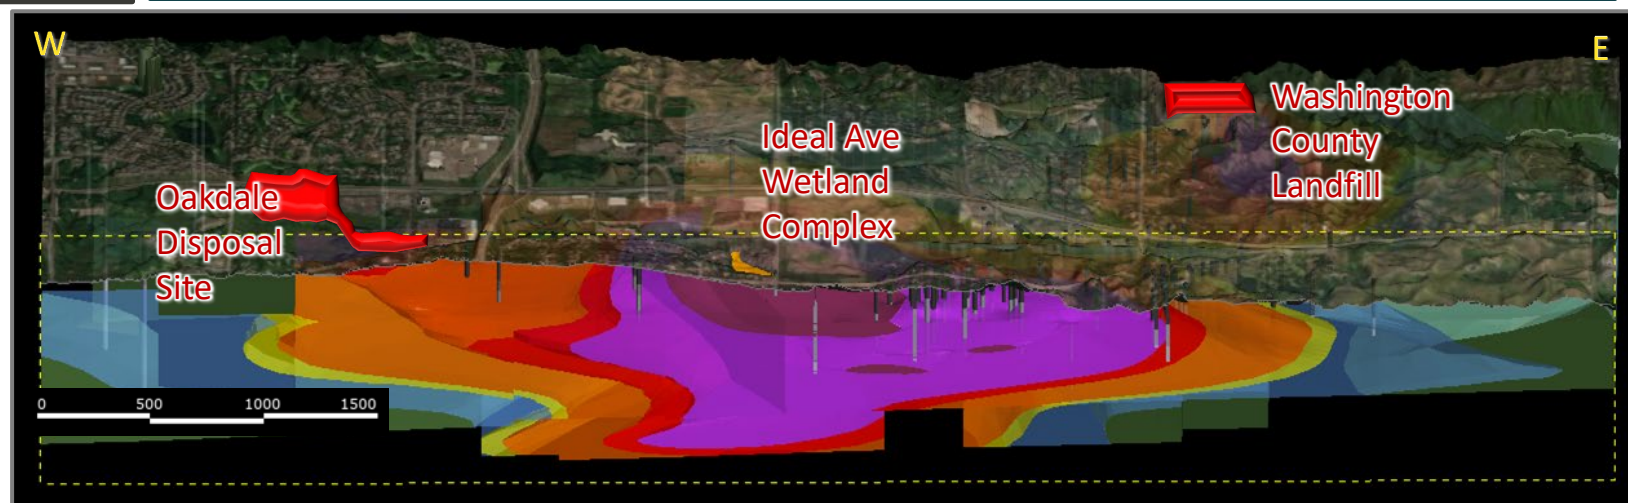 W
E
Washington
County
Landfill
Ideal Ave
Wetland
Complex
Oakdale
Disposal
Site
0 500 1000 1500